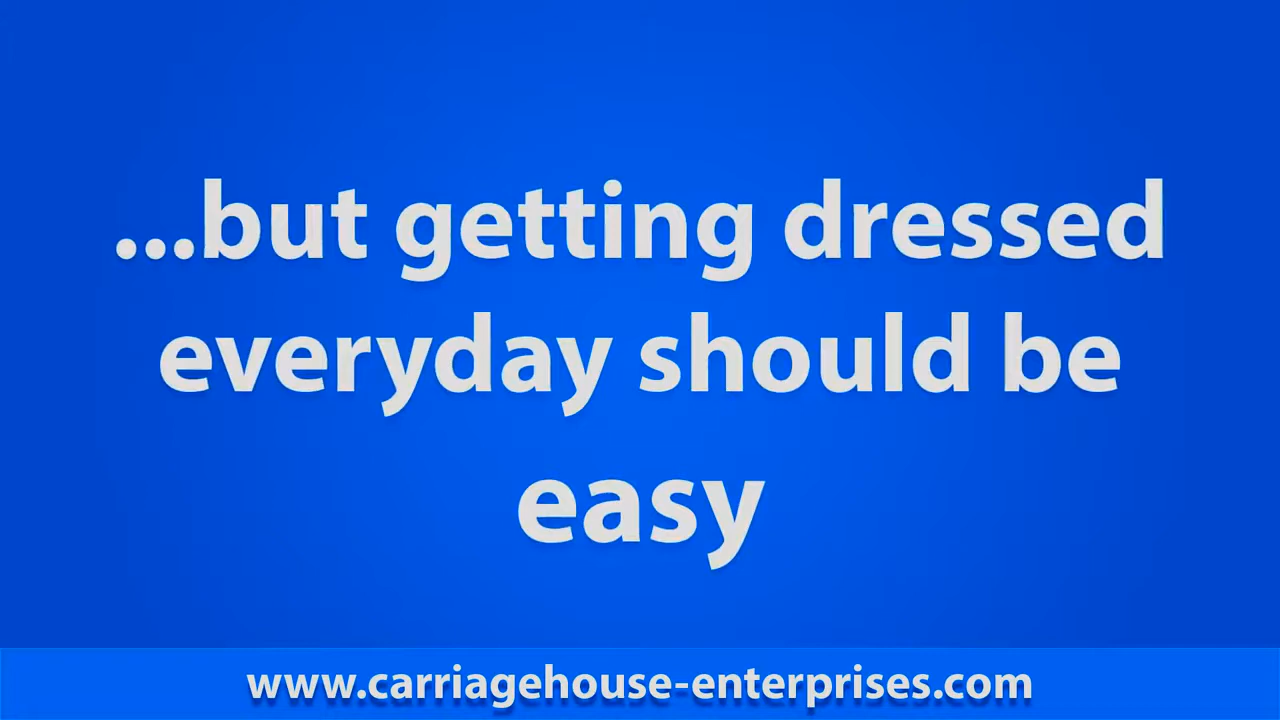 ...but getting dressed
everyday should be
easy
www.carriagehouse-enterprises.com